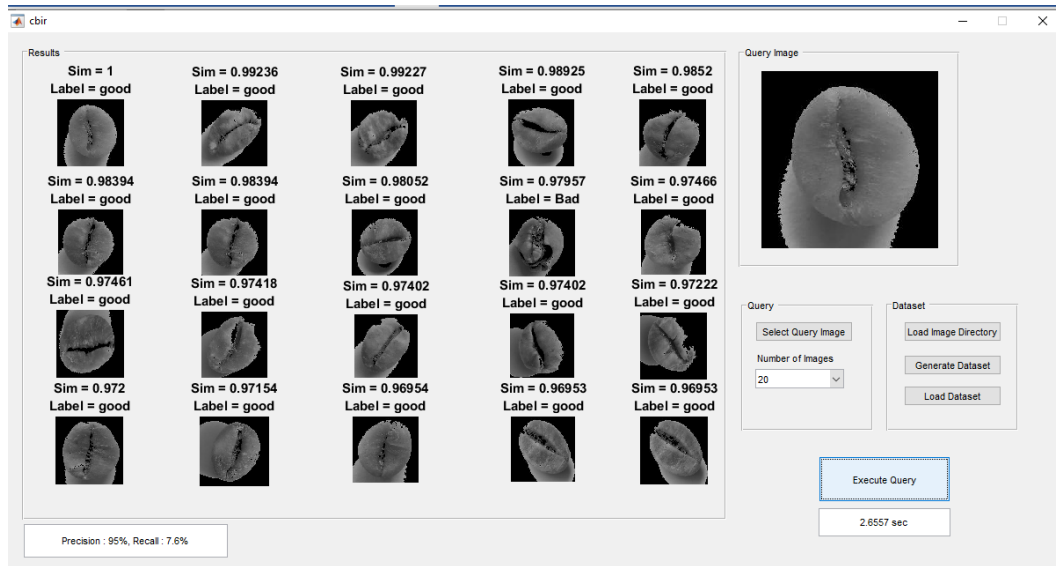 cbir
Results
Sim = 1
Label = good
Sim = 0.99236
Label = good
Sim = 0.99227
Label = good
Sim = 0.98925
Label = good
Sim = 0.9852
Label = good
Sim = 0.98394
Label = good
Sim = 0.98394
Label = good
Sim = 0.98052
Label = good
Sim = 0.97957
Label = Bad
Sim = 0.97466
Label = good
Sim = 0.97461
Label = good
Sim = 0.97418
Label = good
Sim = 0.97402
Label = good
Sim = 0.97402
Label = good
Sim = 0.97222
Label = good
Sim = 0.972
Label = good
Sim = 0.97154
Label = good
Sim = 0.96954
Label = good
Sim = 0.96953
Label = good
Sim = 0.96953
Label = good
Precision : 95%, Recall : 7.6%
Query Image
Query
Select Query Image
Number of Images
20
Dataset
Load Image Directory
Generate Dataset
Load Dataset
Execute Query
2.6557 sec